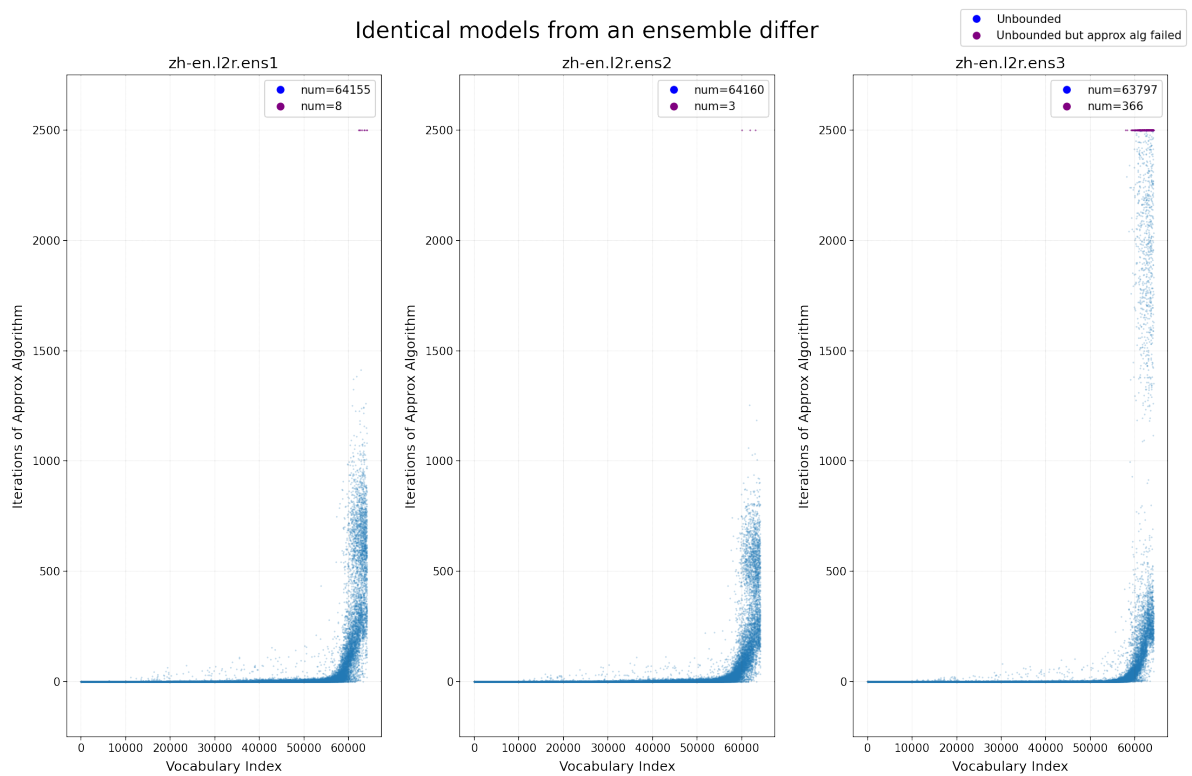 Identical models from an ensemble differ
Unbounded
Unbounded but approx alg failed
zh-en.l2r.ens1
num=64155
num=8
2500
2000
1500
1000
500
0
Iterations of Approx Algorithm
0 10000 20000 30000 40000 50000 60000
Vocabulary Index
zh-en.l2r.ens2
num=64160
num=3
2500
2000
1500
1000
500
0
Iterations of Approx Algorithm
0 10000 20000 30000 40000 50000 60000
Vocabulary Index
zh-en.l2r.ens3
num=63797
num=366
2500
2000
1500
1000
500
0
Iterations of Approx Algorithm
0 10000 20000 30000 40000 50000 60000
Vocabulary Index